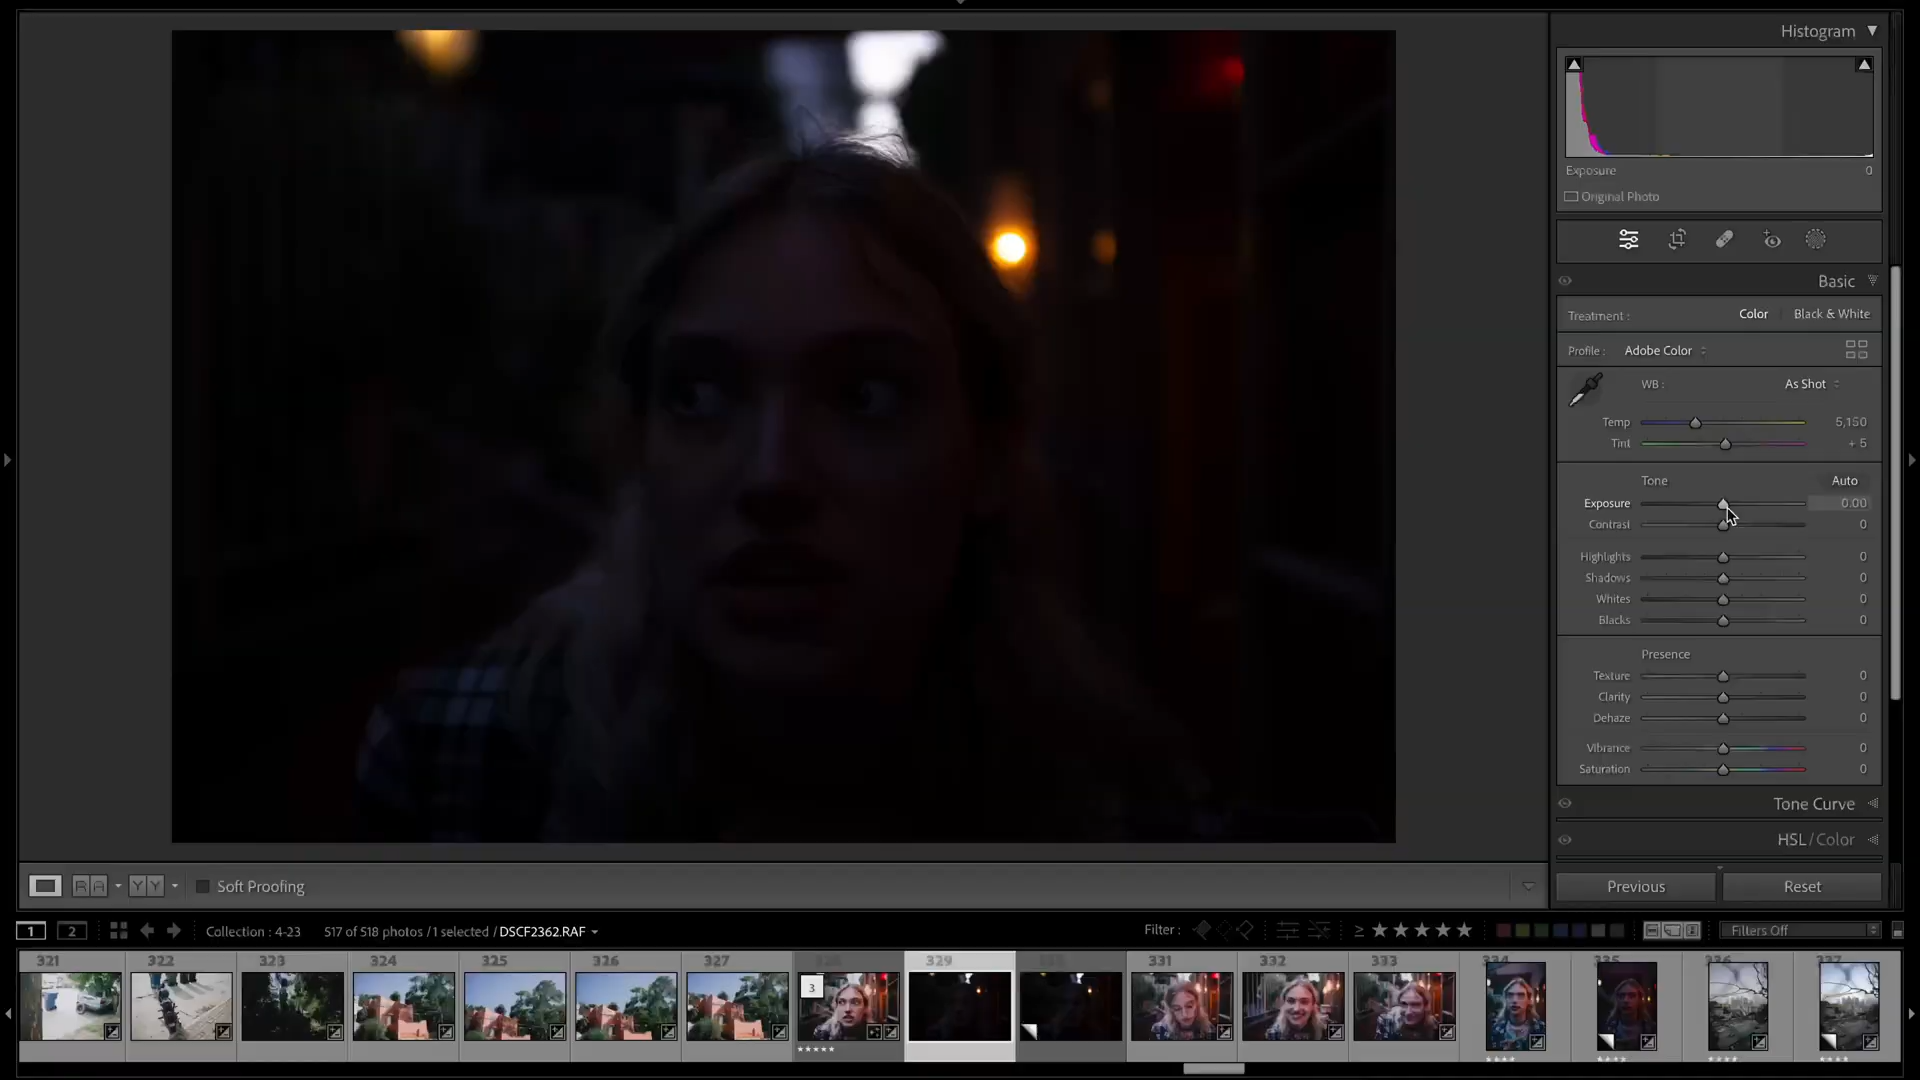 Histogram
Exposure 0
Original Photo
Basic
Treatment : Color Black & White
Profile : Adobe Color
WB : As Shot
Temp 5,150
Tint + 5
Tone Auto
Exposure 0.00
Contrast 0
Highlights 0
Shadows 0
Whites 0
Blacks 0
Presence
Texture 0
Clarity 0
Dehaze 0
Vibrance 0
Saturation 0
Tone Curve
HSL / Color
Previous Reset
R A Y Y Soft Proofing
1 2 Collection : 4-23 517 of 518 photos / 1 selected / DSCF2362.RAF Filter : ≥ ★ ★ ★ ★ ★ Filters Off
321 322 323 324 325 326 327 329 331 332 333 334 335 336 337
3